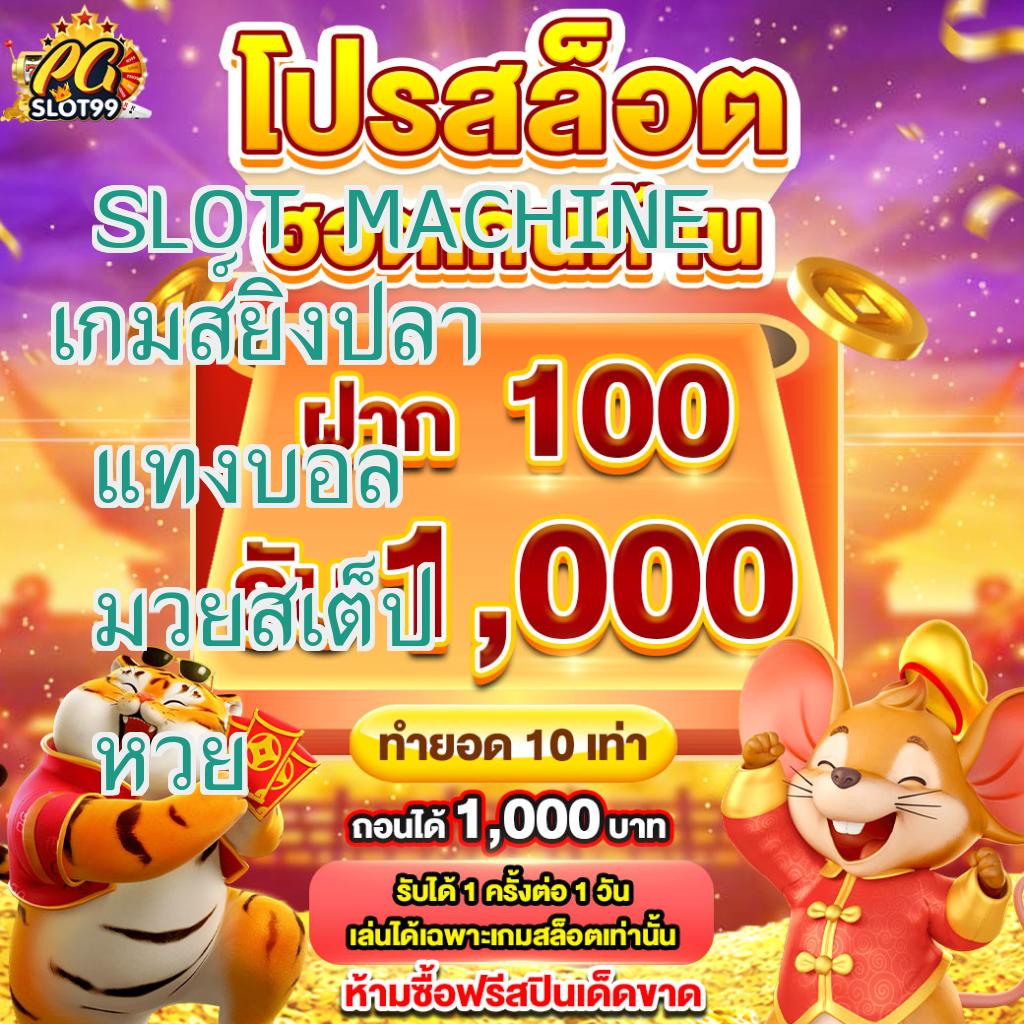 PG
SLOT99
โปรสล็อต
SLOT MACHINE
เกมส์ยิงปลา
ฝาก 100
แทงบอล
1,000
มวยสเต็ป
หวย
ทำยอด 10 เท่า
ถอนได้ 1,000 บาท
รับได้ 1 ครั้งต่อ 1 วัน
เล่นได้เฉพาะเกมสล็อตเท่านั้น
ห้ามซื้อฟรีสปินเด็ดขาด